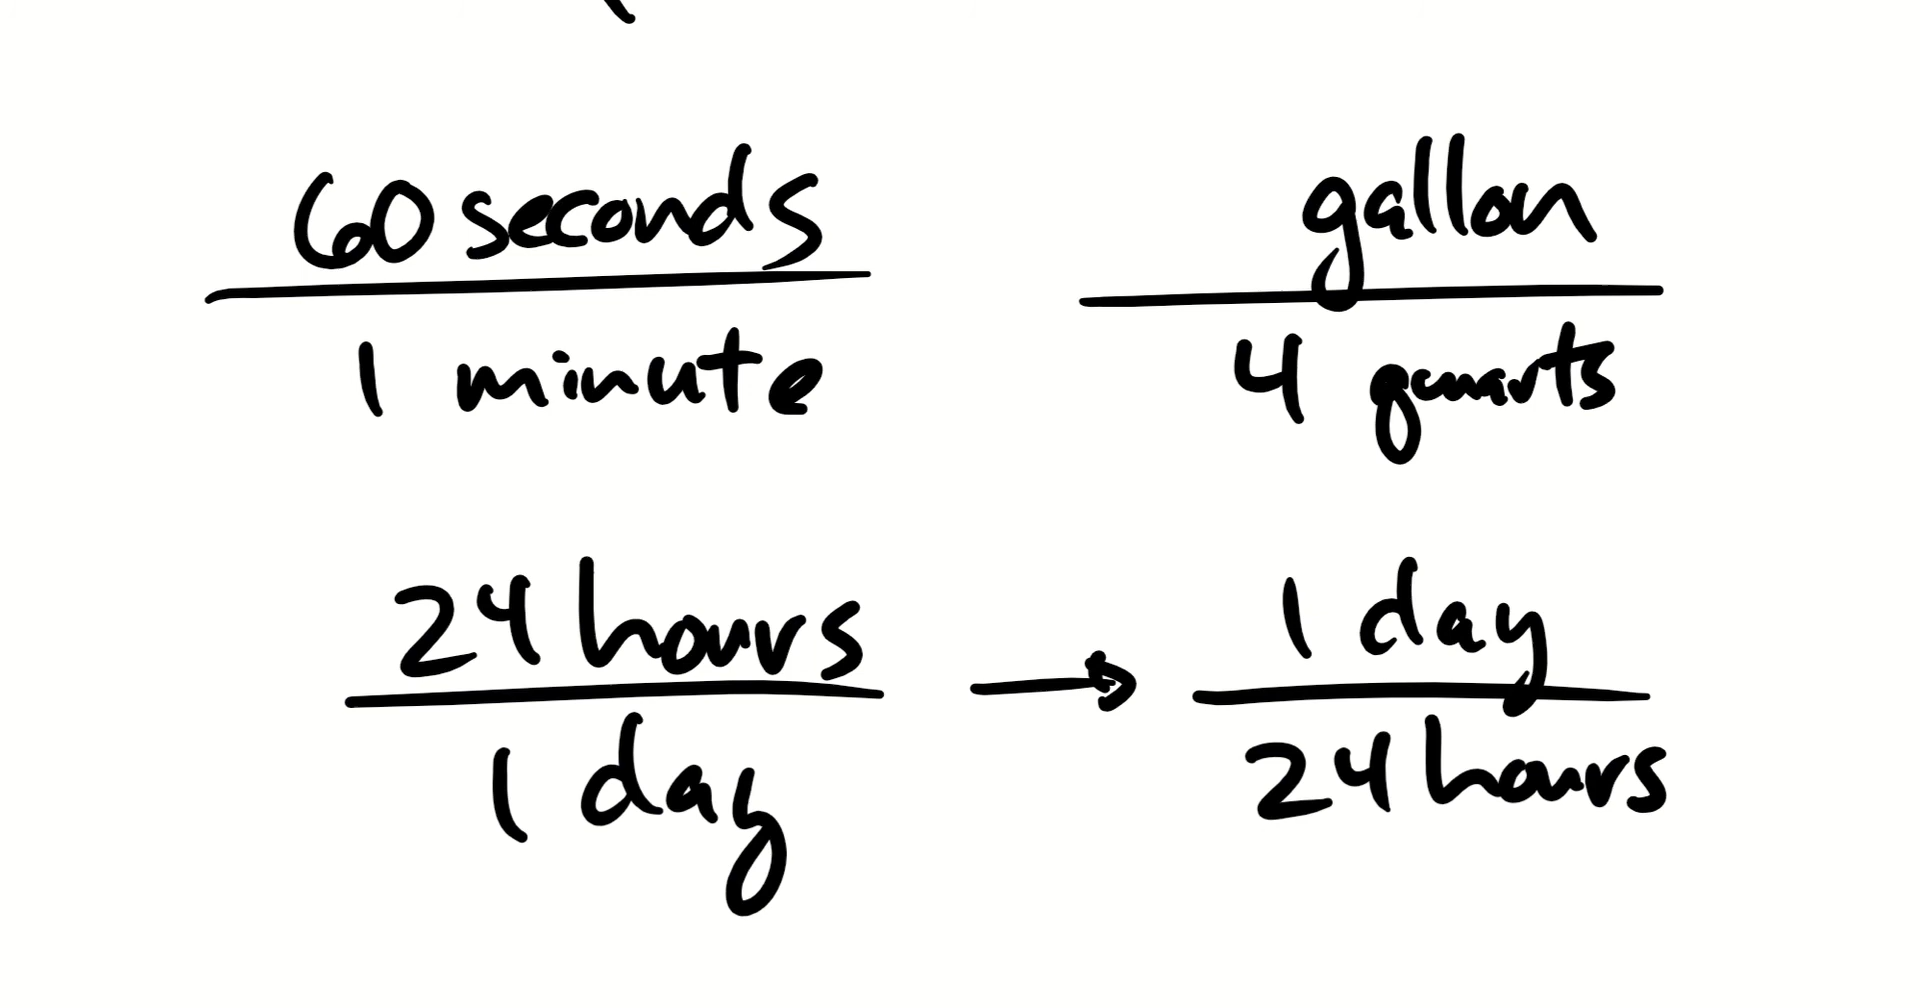 60 seconds
1 minute
gallon
4 quarts
24 hours
1 day
→
1 day
24 hours